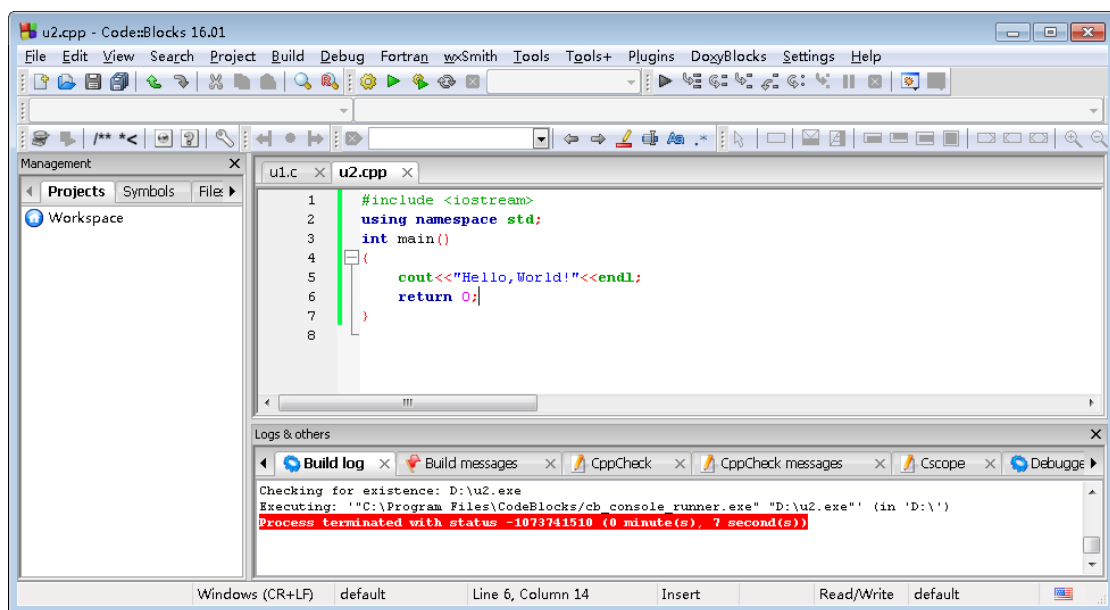 u2.cpp - Code::Blocks 16.01
File Edit View Search Project Build Debug Fortran wxSmith Tools Tools+ Plugins DoxyBlocks Settings Help
/** *<
Management
Projects Symbols Files
Workspace
u1.c u2.cpp
1 #include <iostream>
2 using namespace std;
3 int main()
4 {
5 cout<<"Hello,World!"<<endl;
6 return 0;
7 }
8
Logs & others
Build log Build messages CppCheck CppCheck messages Cscope Debugge
Checking for existence: D:\u2.exe
Executing: '"C:\Program Files\CodeBlocks/cb_console_runner.exe" "D:\u2.exe"' (in 'D:\')
Process terminated with status -1073741510 (0 minute(s), 7 second(s))
Windows (CR+LF) default Line 6, Column 14 Insert Read/Write default